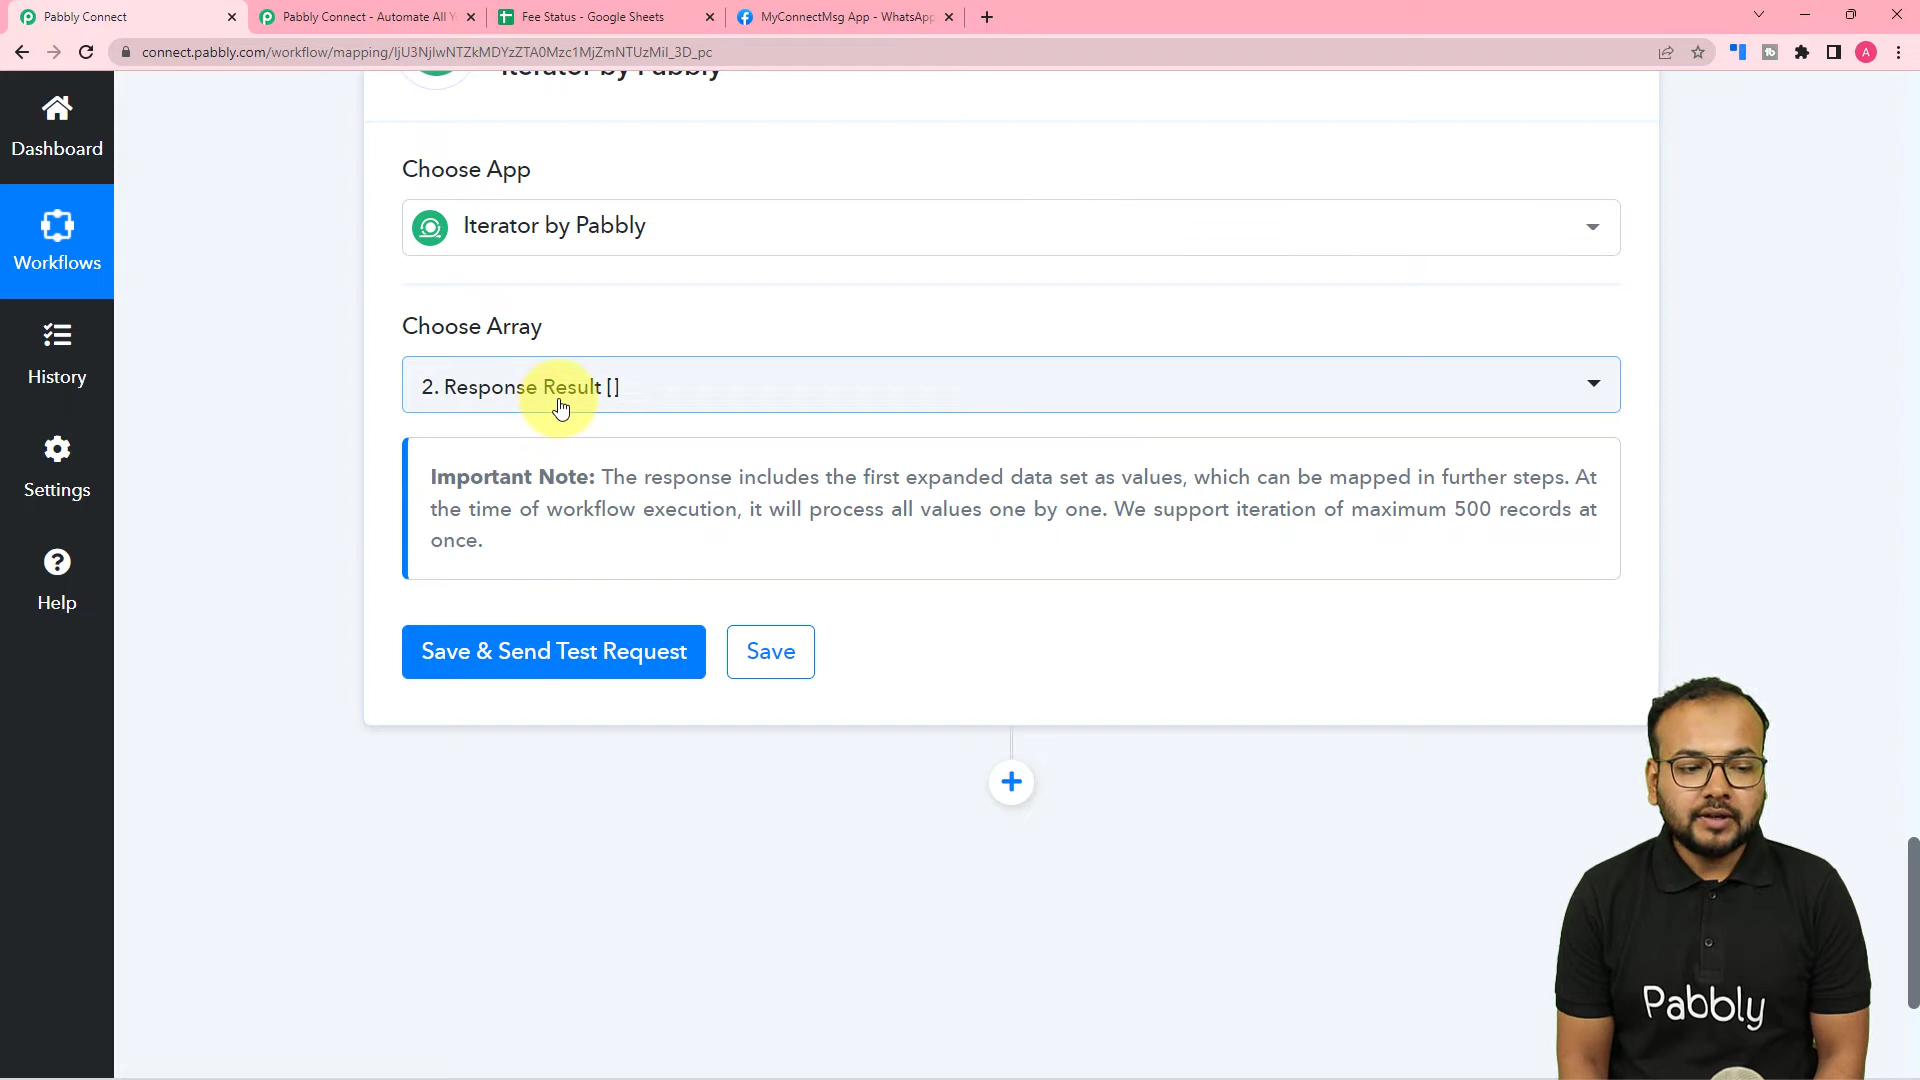 Pabbly Connect
Pabbly Connect - Automate All Y
Fee Status - Google Sheets
MyConnectMsg App - WhatsApp
connect.pabbly.com/workflow/mapping/IjU3NjIwNTZkMDYzZTA0Mzc1MjZmNTUzMiI_3D_pc
A
Iterator by Pabbly
Dashboard
Workflows
History
Settings
Help
Choose App
Iterator by Pabbly
Choose Array
2. Response Result []
Important Note: The response includes the first expanded data set as values, which can be mapped in further steps. At
the time of workflow execution, it will process all values one by one. We support iteration of maximum 500 records at
once.
Save & Send Test Request
Save
Pabbly